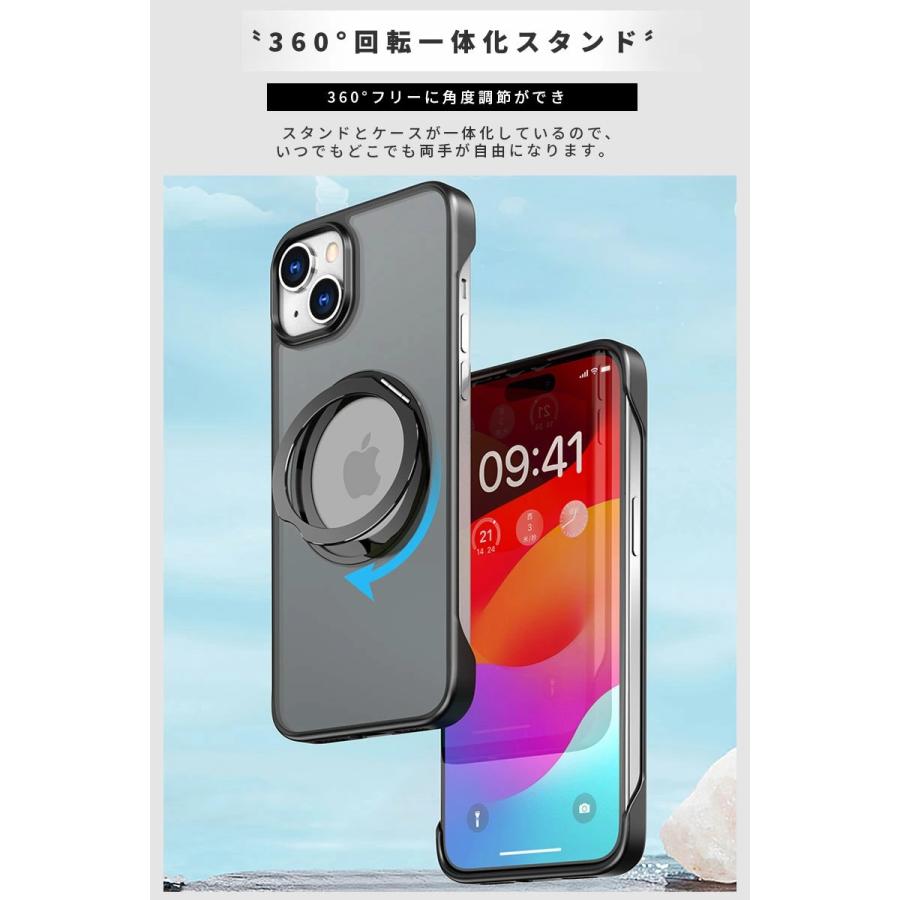 〝360°回転一体化スタンド〞
360°フリーに角度調節ができ
スタンドとケースが一体化しているので、
いつでもどこでも両手が自由になります。
09:41
21
14 24